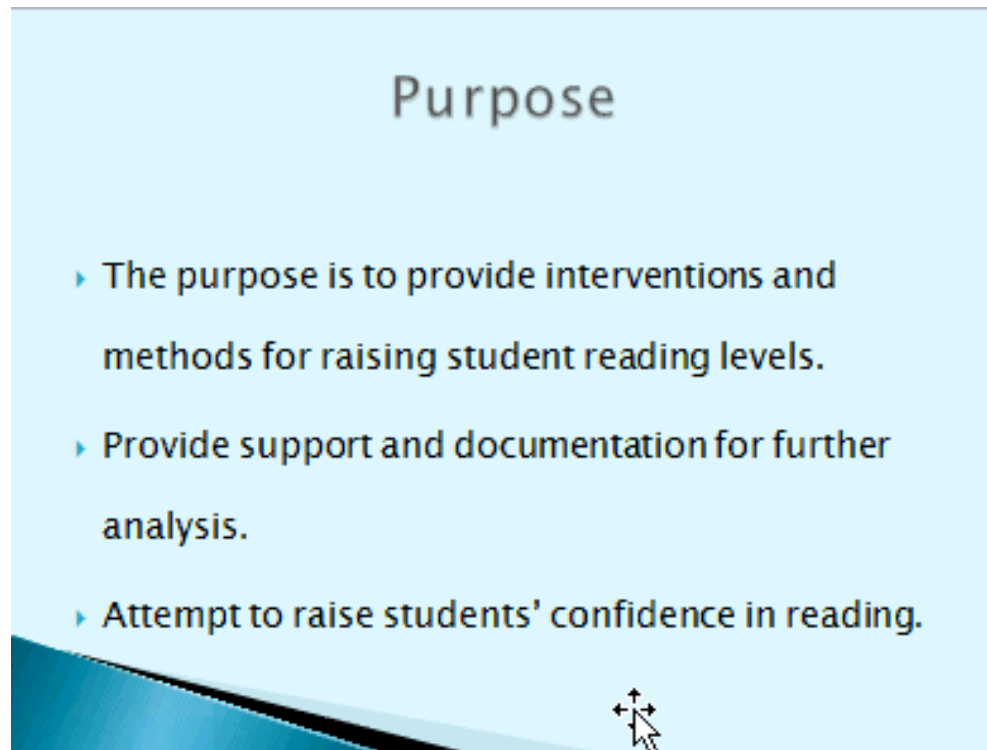 Purpose
The purpose is to provide interventions and
methods for raising student reading levels.
Provide support and documentation for further
analysis.
Attempt to raise students’ confidence in reading.